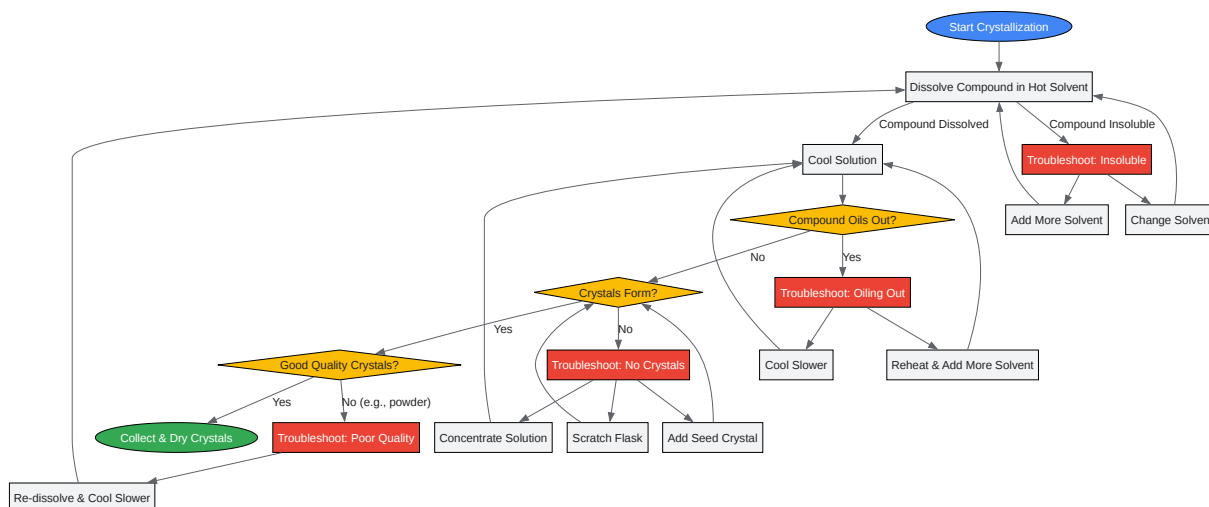 Start Crystallization
Dissolve Compound in Hot Solvent
Compound Dissolved
Compound Insoluble
Cool Solution
Troubleshoot: Insoluble
Compound Oils Out?
Add More Solvent
Change Solvent
No
Yes
Crystals Form?
Troubleshoot: Oiling Out
Yes
No
Good Quality Crystals?
Troubleshoot: No Crystals
Cool Slower
Reheat & Add More Solvent
Yes
No (e.g., powder)
Collect & Dry Crystals
Troubleshoot: Poor Quality
Concentrate Solution
Scratch Flask
Add Seed Crystal
Re-dissolve & Cool Slower